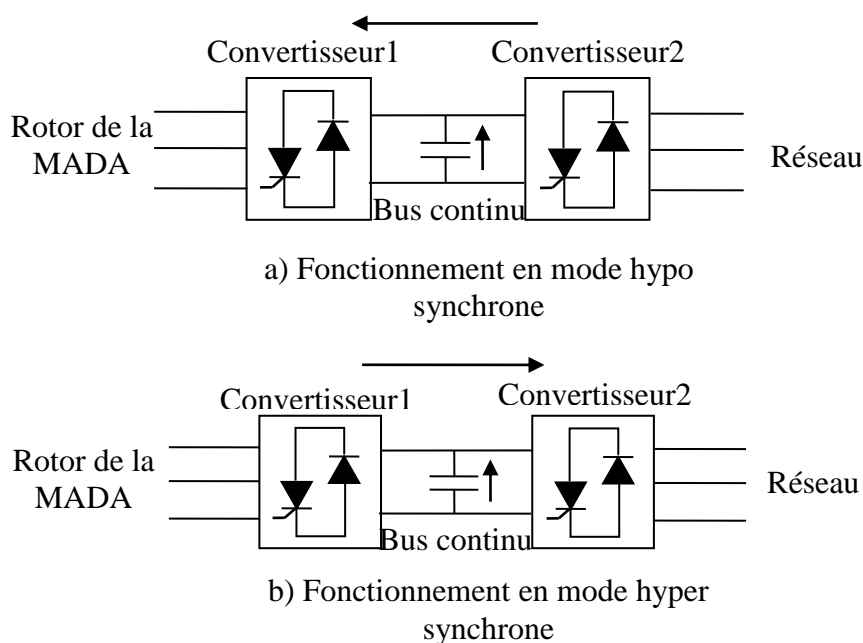 Convertisseur1
Convertisseur2
Rotor de la
MADA
Réseau
Bus continu
a) Fonctionnement en mode hypo
synchrone
Convertisseur1
Convertisseur2
Rotor de la
MADA
Réseau
Bus continu
b) Fonctionnement en mode hyper
synchrone